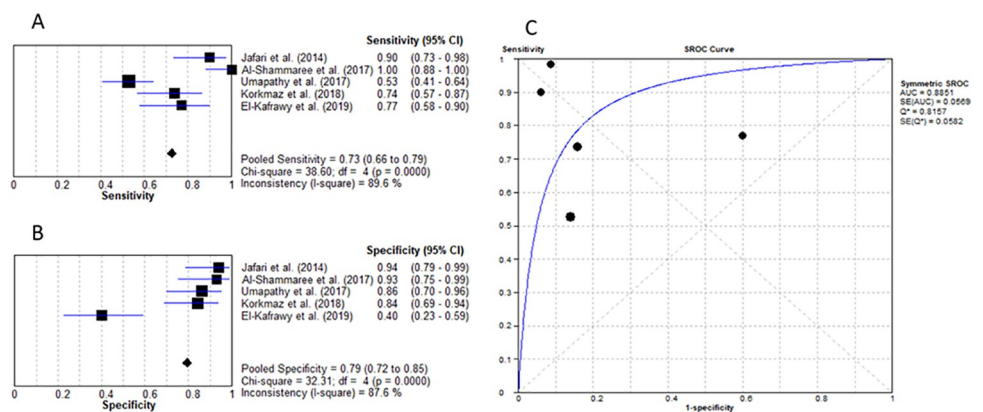 A
Sensitivity (95% CI)
Jafari et al. (2014) 0.90 (0.73 - 0.98)
Al-Shammaree et al. (2017) 1.00 (0.88 - 1.00)
Umapathy et al. (2017) 0.53 (0.41 - 0.64)
Korkmaz et al. (2018) 0.74 (0.57 - 0.87)
El-Kafrawy et al. (2019) 0.77 (0.58 - 0.90)
Pooled Sensitivity = 0.73 (0.66 to 0.79)
Chi-square = 38.60; df = 4 (p = 0.0000)
Inconsistency (I-square) = 89.6 %
0 0.2 0.4 0.6 0.8 1
Sensitivity
B
Specificity (95% CI)
Jafari et al. (2014) 0.94 (0.79 - 0.99)
Al-Shammaree et al. (2017) 0.93 (0.75 - 0.99)
Umapathy et al. (2017) 0.86 (0.70 - 0.96)
Korkmaz et al. (2018) 0.84 (0.69 - 0.94)
El-Kafrawy et al. (2019) 0.40 (0.23 - 0.59)
Pooled Specificity = 0.79 (0.72 to 0.85)
Chi-square = 32.31; df = 4 (p = 0.0000)
Inconsistency (I-square) = 87.6 %
0 0.2 0.4 0.6 0.8 1
Specificity
C
Sensitivity SROC Curve
1
0.9
0.8
0.7
0.6
0.5
0.4
0.3
0.2
0.1
0
0 0.2 0.4 0.6 0.8 1
1-specificity
Symmetric SROC
AUC = 0.8851
SE(AUC) = 0.0569
Q* = 0.8157
SE(Q*) = 0.0582